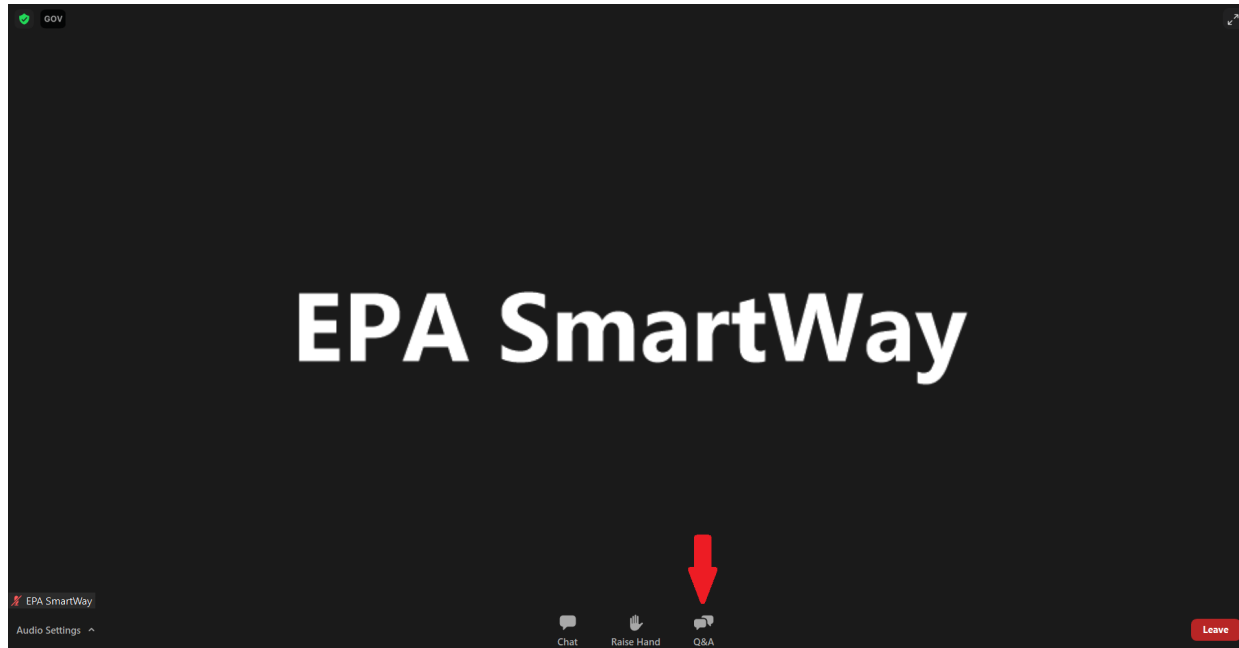 GOV
EPA SmartWay
EPA SmartWay
Audio Settings
Chat
Raise Hand
Q&A
Leave